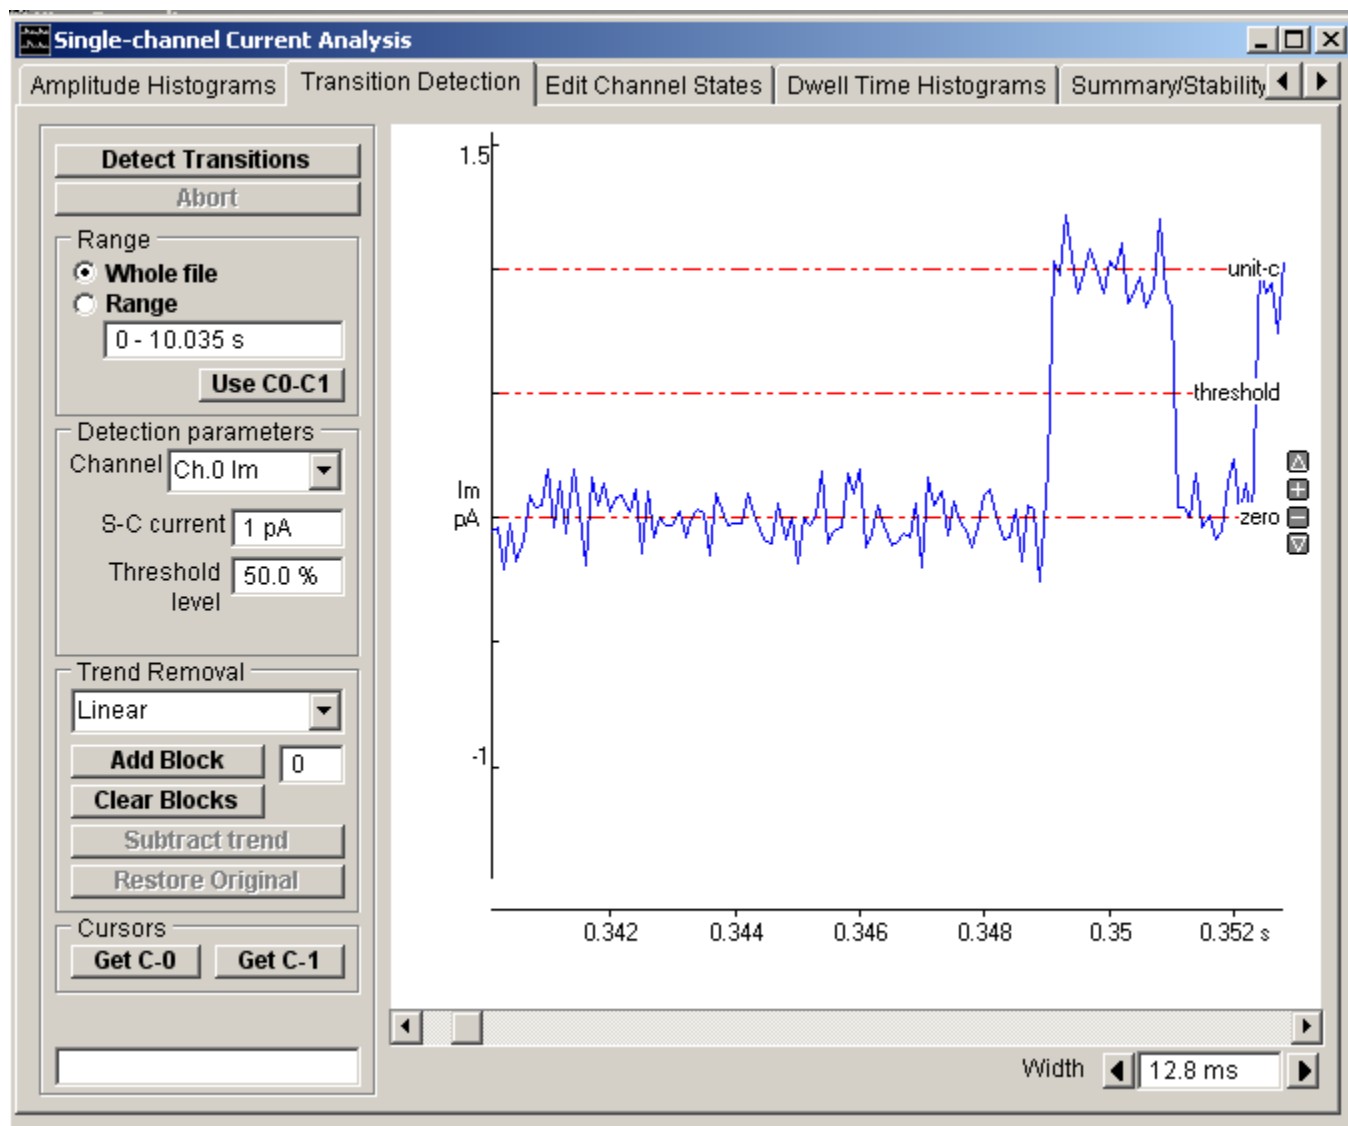 Single-channel Current Analysis
Amplitude Histograms Transition Detection Edit Channel States Dwell Time Histograms Summary/Stability
Detect Transitions
Abort
Range
Whole file
Range
0 - 10.035 s
Use C0-C1
Detection parameters
Channel Ch.0 Im
S-C current 1 pA
Threshold level 50.0 %
Trend Removal
Linear
Add Block 0
Clear Blocks
Subtract trend
Restore Original
Cursors
Get C-0 Get C-1
1.5
unit-c
threshold
Im
pA
zero
-1
0.342 0.344 0.346 0.348 0.35 0.352 s
Width 12.8 ms